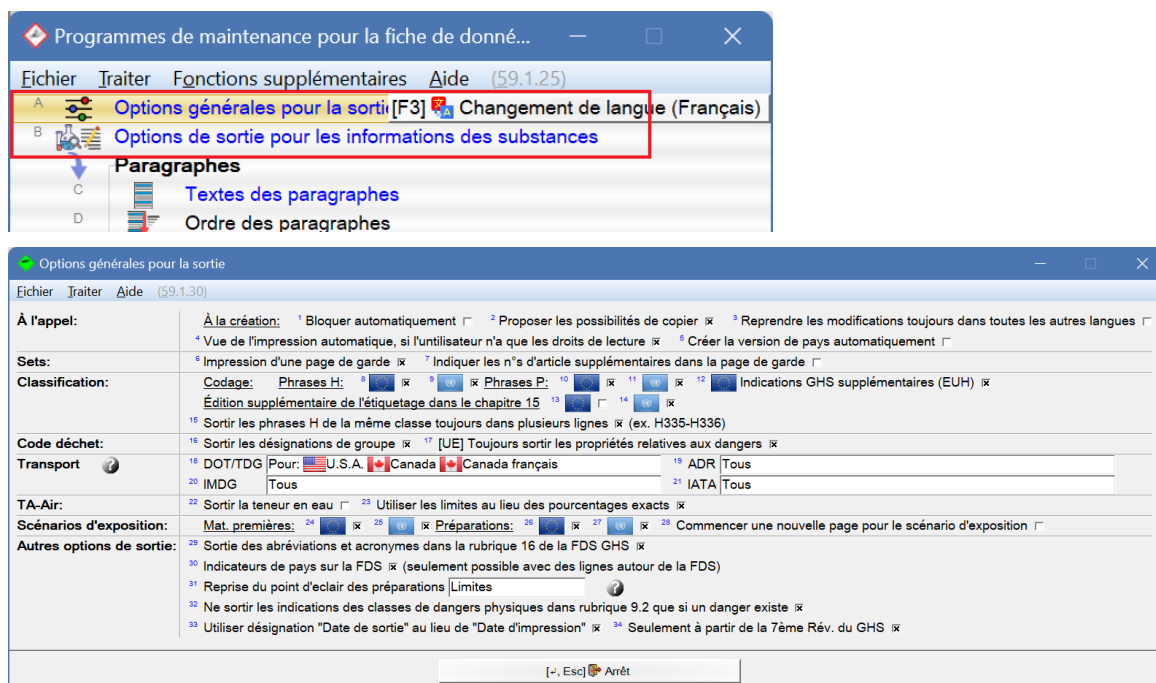 Programmes de maintenance pour la fiche de donné...
Fichier Traiter Fonctions supplémentaires Aide (59.1.25)
A Options générales pour la sorti [F3] Changement de langue (Français)
B Options de sortie pour les informations des substances
Paragraphes
C Textes des paragraphes
D Ordre des paragraphes
Options générales pour la sortie
Fichier Traiter Aide (59.1.30)
À l'appel: À la création: 1 Bloquer automatiquement 2 Proposer les possibilités de copier 3 Reprendre les modifications toujours dans toutes les autres langues
4 Vue de l'impression automatique, si l'untilisateur n'a que les droits de lecture 5 Créer la version de pays automatiquement
Sets: 6 Impression d'une page de garde 7 Indiquer les n°s d'article supplémentaires dans la page de garde
Classification: Codage: Phrases H: 8 9 Phrases P: 10 11 12 Indications GHS supplémentaires (EUH)
Édition supplémentaire de l'étiquetage dans le chapitre 15 13 14
15 Sortir les phrases H de la même classe toujours dans plusieurs lignes (ex. H335-H336)
Code déchet: 16 Sortir les désignations de groupe 17 [UE] Toujours sortir les propriétés relatives aux dangers
Transport 18 DOT/TDG Pour: U.S.A. Canada Canada français 19 ADR Tous
20 IMDG Tous 21 IATA Tous
TA-Air: 22 Sortir la teneur en eau 23 Utiliser les limites au lieu des pourcentages exacts
Scénarios d'exposition: Mat. premières: 24 25 Préparations: 26 27 28 Commencer une nouvelle page pour le scénario d'exposition
Autres options de sortie: 29 Sortie des abréviations et acronymes dans la rubrique 16 de la FDS GHS
30 Indicateurs de pays sur la FDS (seulement possible avec des lignes autour de la FDS)
31 Reprise du point d'eclair des préparations Limites
32 Ne sortir les indications des classes de dangers physiques dans rubrique 9.2 que si un danger existe
33 Utiliser désignation "Date de sortie" au lieu de "Date d'impression" 34 Seulement à partir de la 7ème Rév. du GHS
[↵, Esc] Arrêt